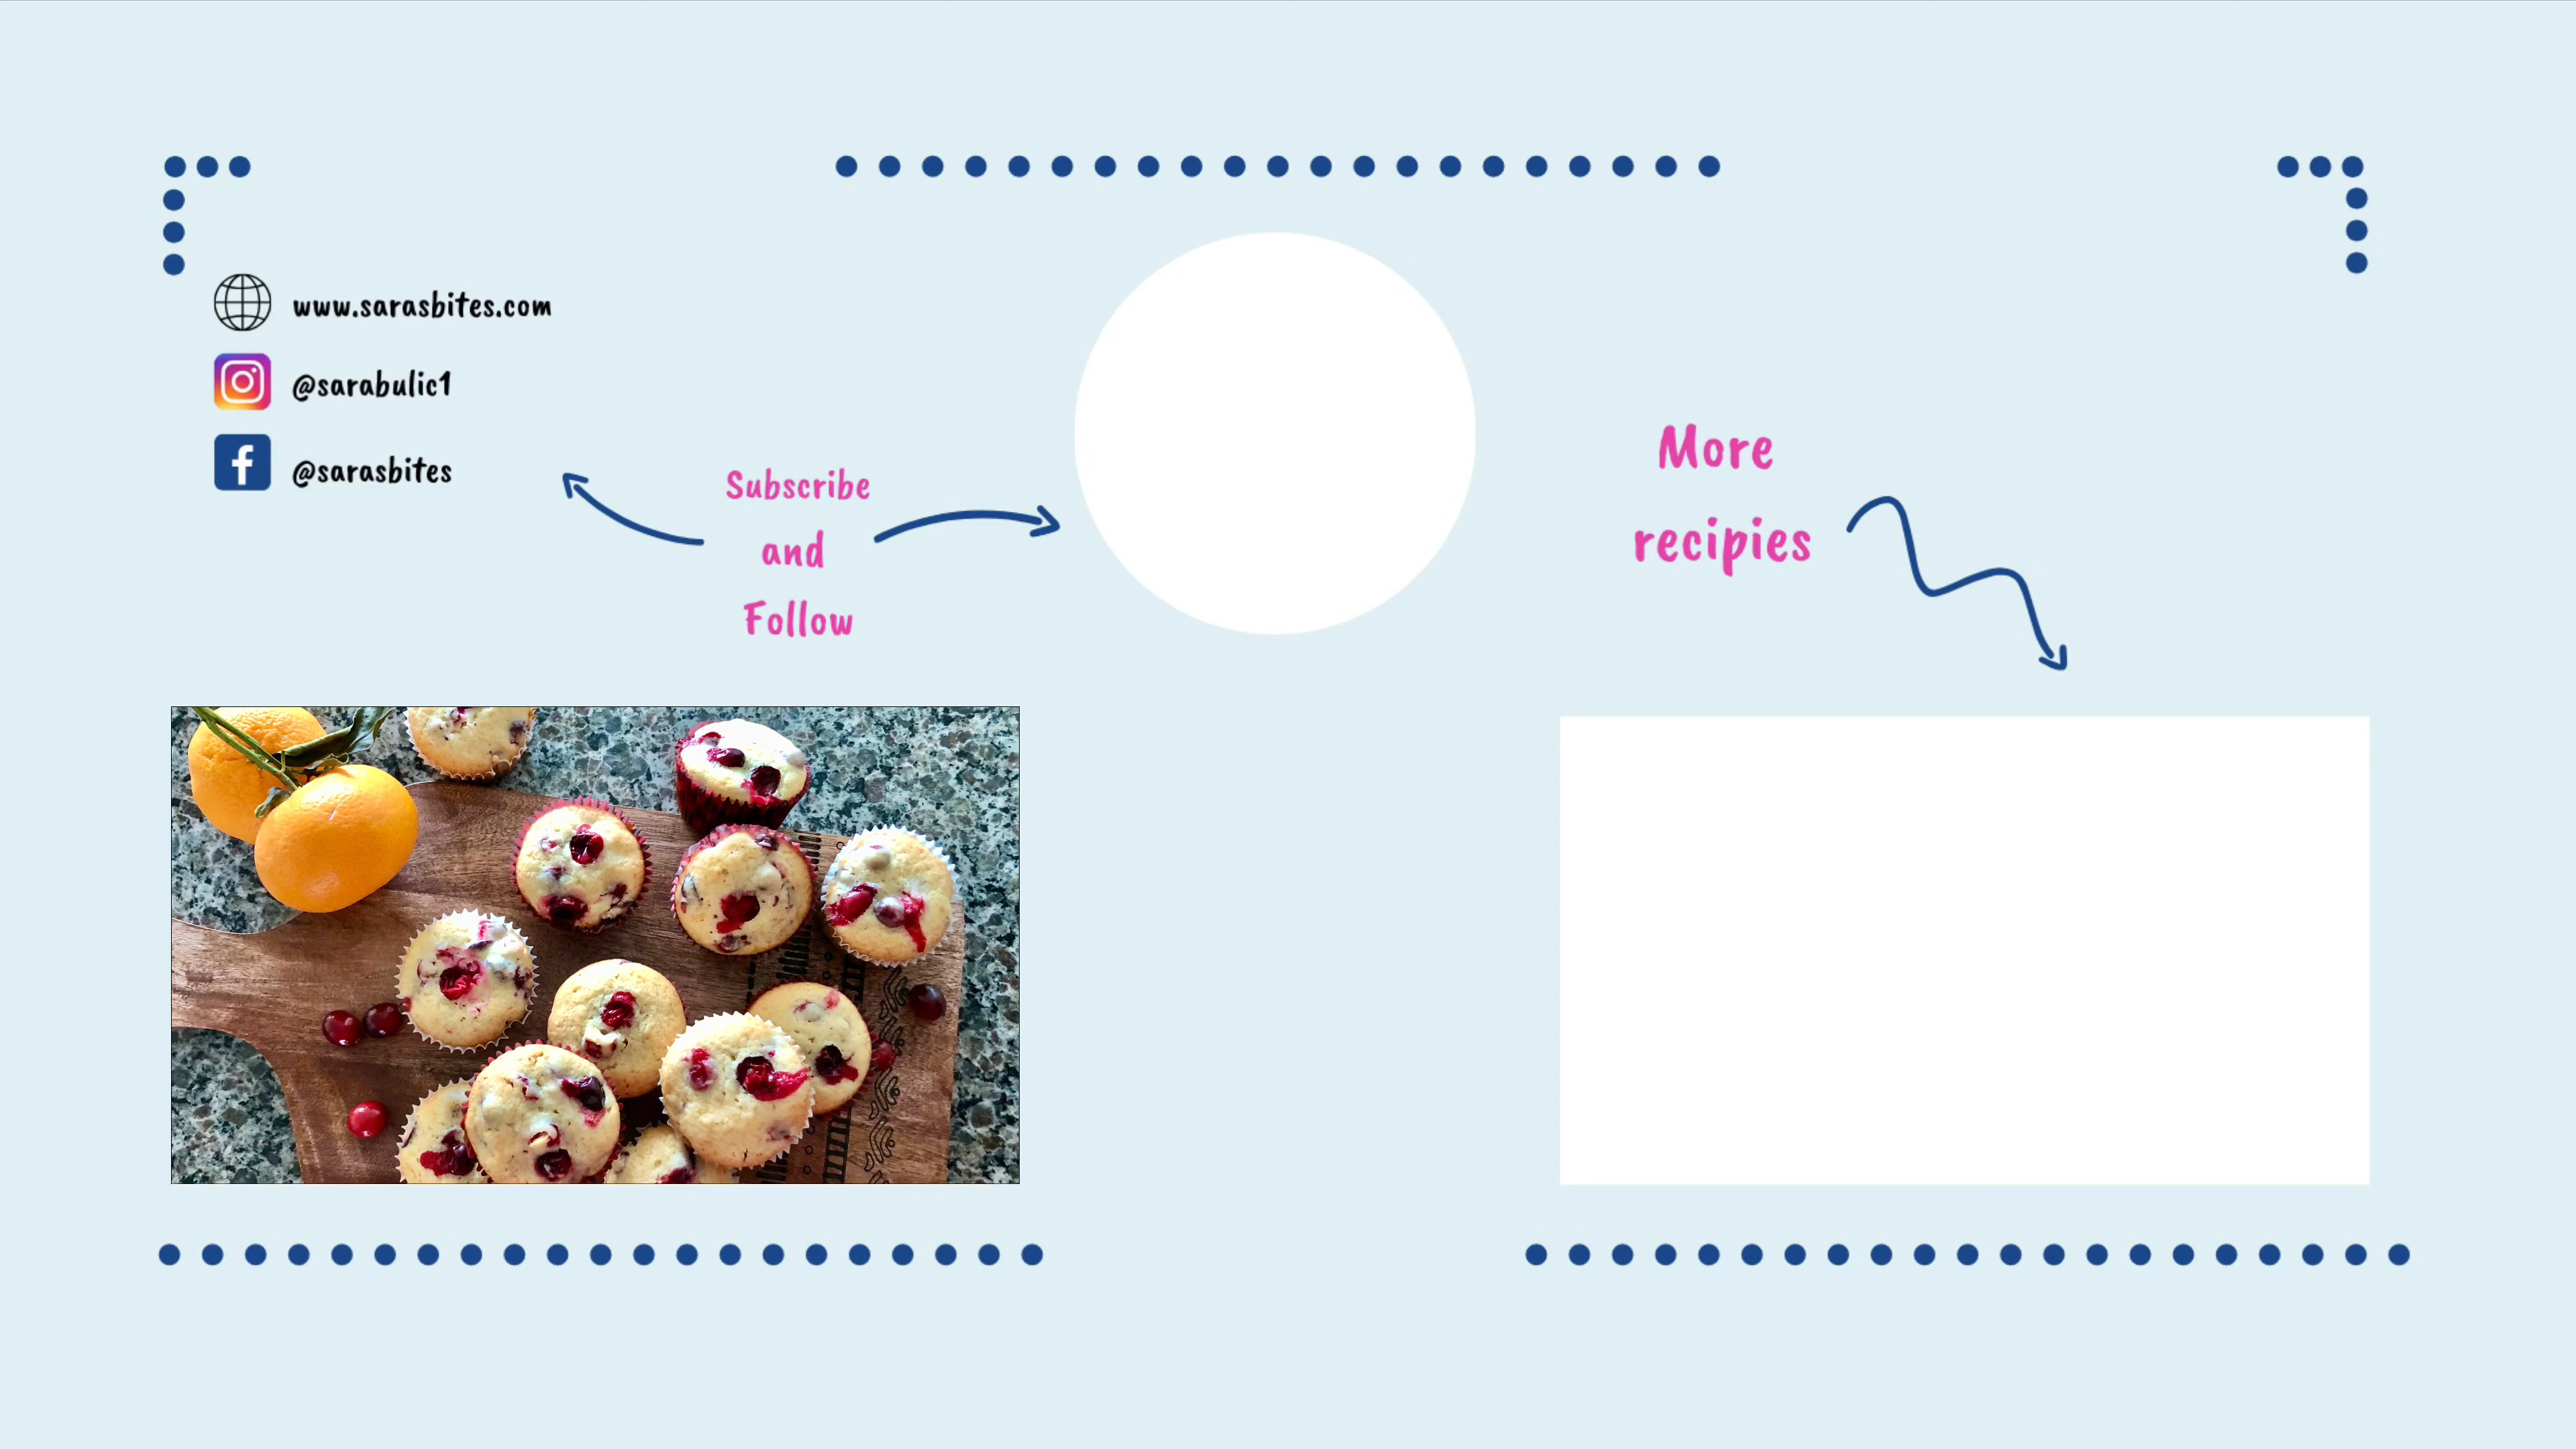 www.sarasbites.com
@sarabulic1
@sarasbites
Subscribe
and
Follow
More
recipies